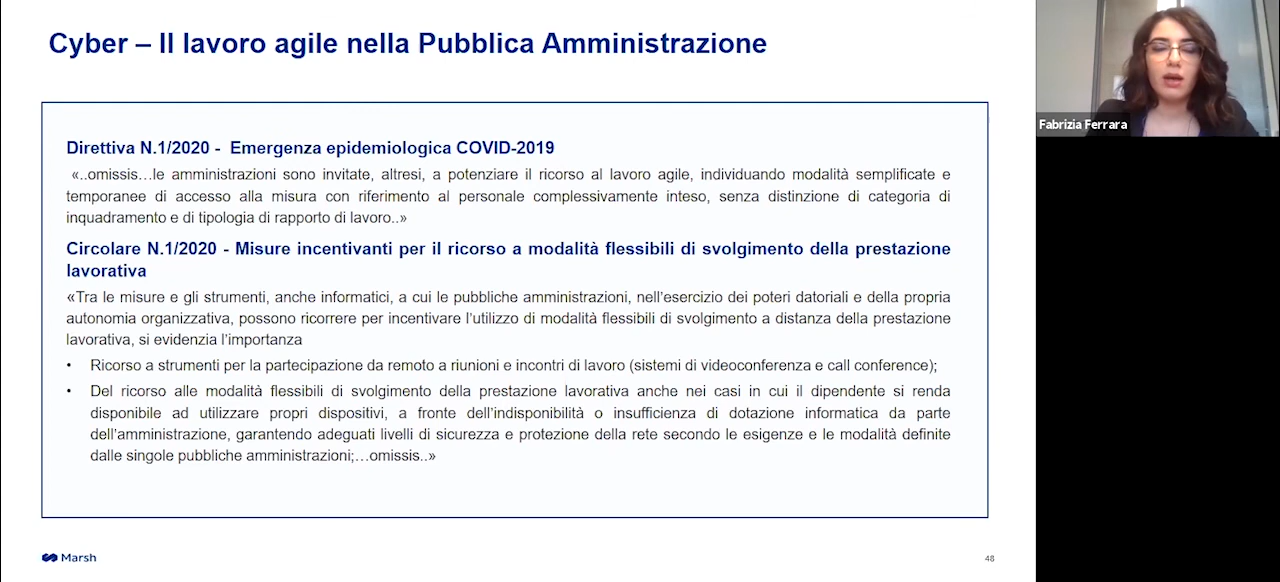 Cyber – Il lavoro agile nella Pubblica Amministrazione
Direttiva N.1/2020 - Emergenza epidemiologica COVID-2019
«..omissis…le amministrazioni sono invitate, altresi, a potenziare il ricorso al lavoro agile, individuando modalità semplificate e
temporanee di accesso alla misura con riferimento al personale complessivamente inteso, senza distinzione di categoria di
inquadramento e di tipologia di rapporto di lavoro..»
Circolare N.1/2020 - Misure incentivanti per il ricorso a modalità flessibili di svolgimento della prestazione
lavorativa
«Tra le misure e gli strumenti, anche informatici, a cui le pubbliche amministrazioni, nell’esercizio dei poteri datoriali e della propria
autonomia organizzativa, possono ricorrere per incentivare l’utilizzo di modalità flessibili di svolgimento a distanza della prestazione
lavorativa, si evidenzia l’importanza
• Ricorso a strumenti per la partecipazione da remoto a riunioni e incontri di lavoro (sistemi di videoconferenza e call conference);
• Del ricorso alle modalità flessibili di svolgimento della prestazione lavorativa anche nei casi in cui il dipendente si renda
disponibile ad utilizzare propri dispositivi, a fronte dell’indisponibilità o insufficienza di dotazione informatica da parte
dell’amministrazione, garantendo adeguati livelli di sicurezza e protezione della rete secondo le esigenze e le modalità definite
dalle singole pubbliche amministrazioni;…omissis..»
Marsh
48
Fabrizia Ferrara